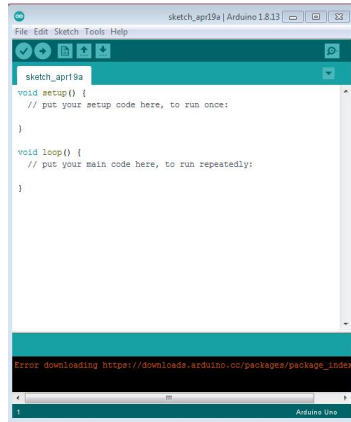 sketch_apr19a | Arduino 1.8.13
File Edit Sketch Tools Help
sketch_apr19a
void setup() {
  // put your setup code here, to run once:
}
void loop() {
  // put your main code here, to run repeatedly:
}
Error downloading https://downloads.arduino.cc/packages/package_index
1
Arduino Uno